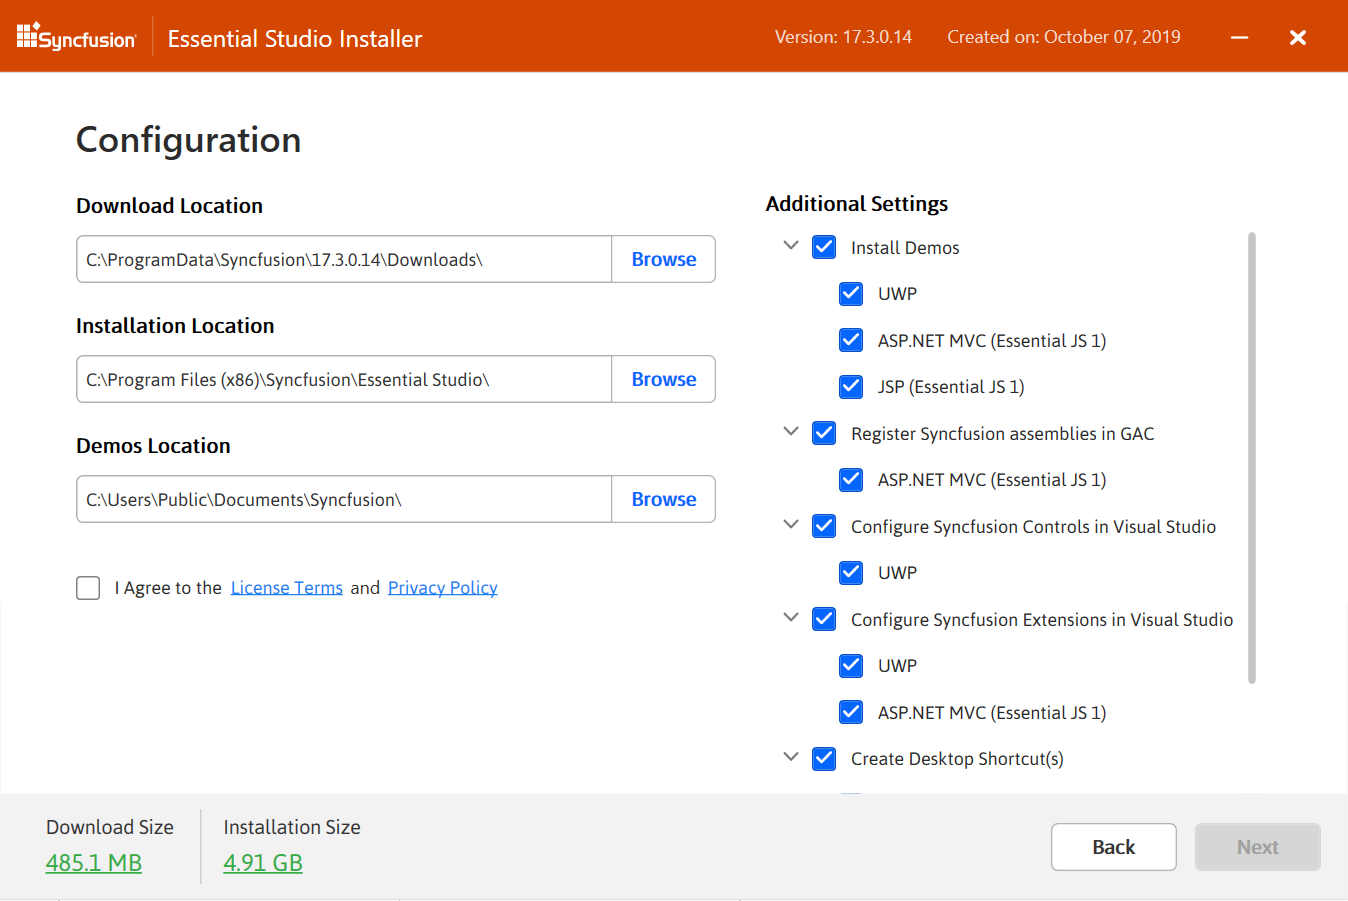 Syncfusion
Essential Studio Installer
Version: 17.3.0.14
Created on: October 07, 2019
Configuration
Download Location
C:\ProgramData\Syncfusion\17.3.0.14\Downloads\
Browse
Installation Location
C:\Program Files (x86)\Syncfusion\Essential Studio\
Browse
Demos Location
C:\Users\Public\Documents\Syncfusion\
Browse
I Agree to the License Terms and Privacy Policy
Additional Settings
Install Demos
UWP
ASP.NET MVC (Essential JS 1)
JSP (Essential JS 1)
Register Syncfusion assemblies in GAC
ASP.NET MVC (Essential JS 1)
Configure Syncfusion Controls in Visual Studio
UWP
Configure Syncfusion Extensions in Visual Studio
UWP
ASP.NET MVC (Essential JS 1)
Create Desktop Shortcut(s)
Download Size
485.1 MB
Installation Size
4.91 GB
Back
Next